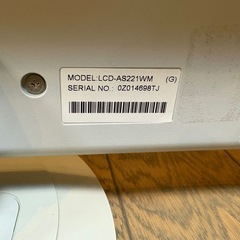 MODEL:LCD-AS221WM (G)
SERIAL NO.: 0Z014698TJ